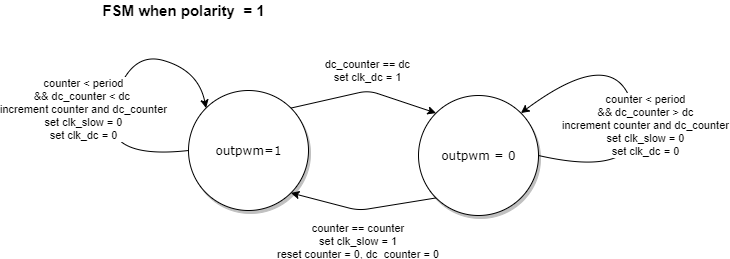 FSM when polarity = 1
dc_counter == dc
set clk_dc = 1
counter < period
&& dc_counter < dc
increment counter and dc_counter
set clk_slow = 0
set clk_dc = 0
outpwm=1
outpwm = 0
counter < period
&& dc_counter > dc
increment counter and dc_counter
set clk_slow = 0
set clk_dc = 0
counter == counter
set clk_slow = 1
reset counter = 0, dc_counter = 0